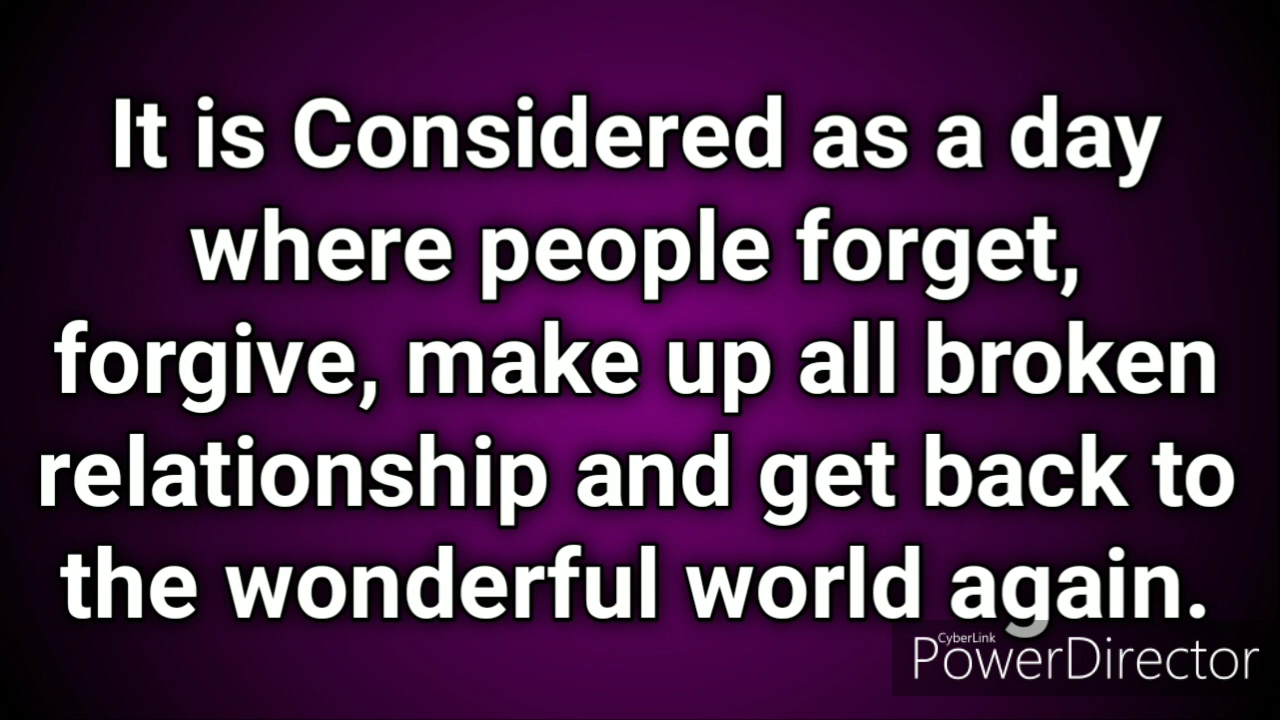 It is Considered as a day
where people forget,
forgive, make up all broken
relationship and get back to
the wonderful world again.
CyberLink
PowerDirector